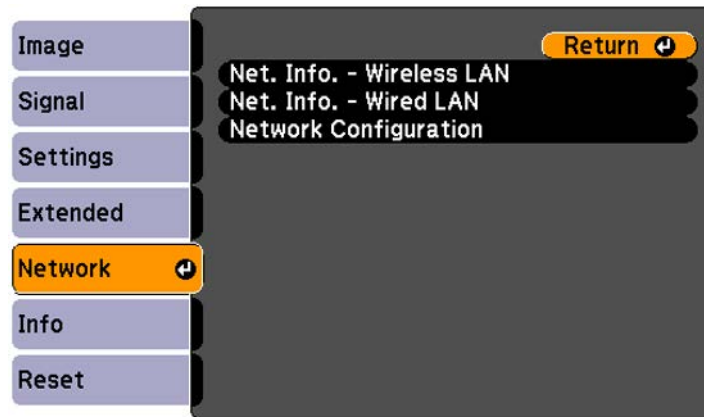 Image
Signal
Settings
Extended
Network
Info
Reset
Return
Net. Info. - Wireless LAN
Net. Info. - Wired LAN
Network Configuration